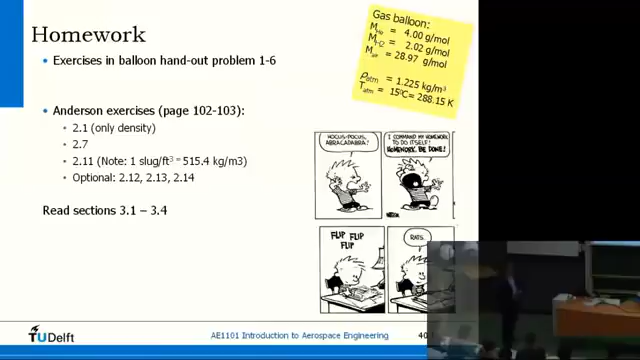 Homework
• Exercises in balloon hand-out problem 1-6
• Anderson exercises (page 102-103):
• 2.1 (only density)
• 2.7
• 2.11 (Note: 1 slug/ft³ = 515.4 kg/m3)
• Optional: 2.12, 2.13, 2.14
Read sections 3.1 – 3.4
Gas balloon:
MHe = 4.00 g/mol
MH2 = 2.02 g/mol
Mair = 28.97 g/mol
ρatm = 1.225 kg/m³
Tatm = 15°C= 288.15 K
HOCUS-POCUS,
ABRACADABRA!
I COMMAND MY HOMEWORK
TO DO ITSELF!
HOMEWORK, BE DONE!
FLIP FLIP
FLIP
RATS.
TU Delft
AE1101 Introduction to Aerospace Engineering
40